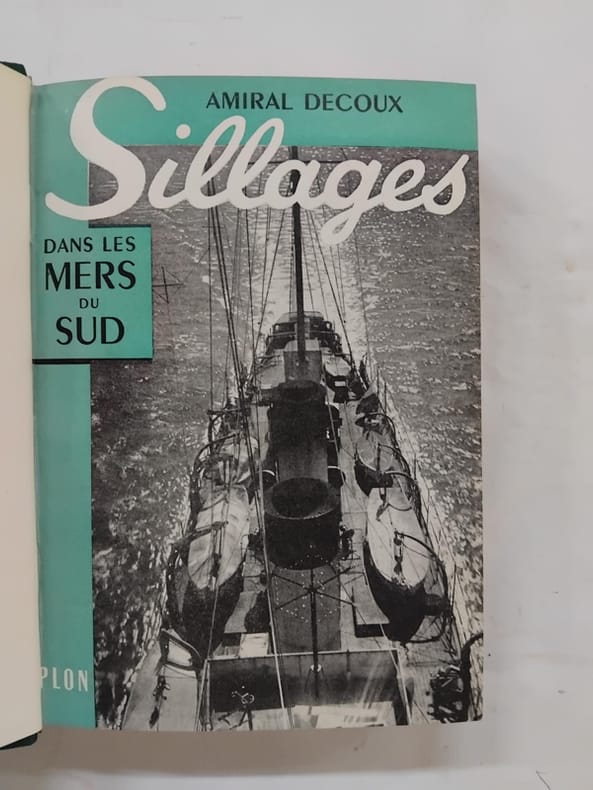 AMIRAL DECOUX
Sillages
DANS LES
MERS
DU
SUD
PLON